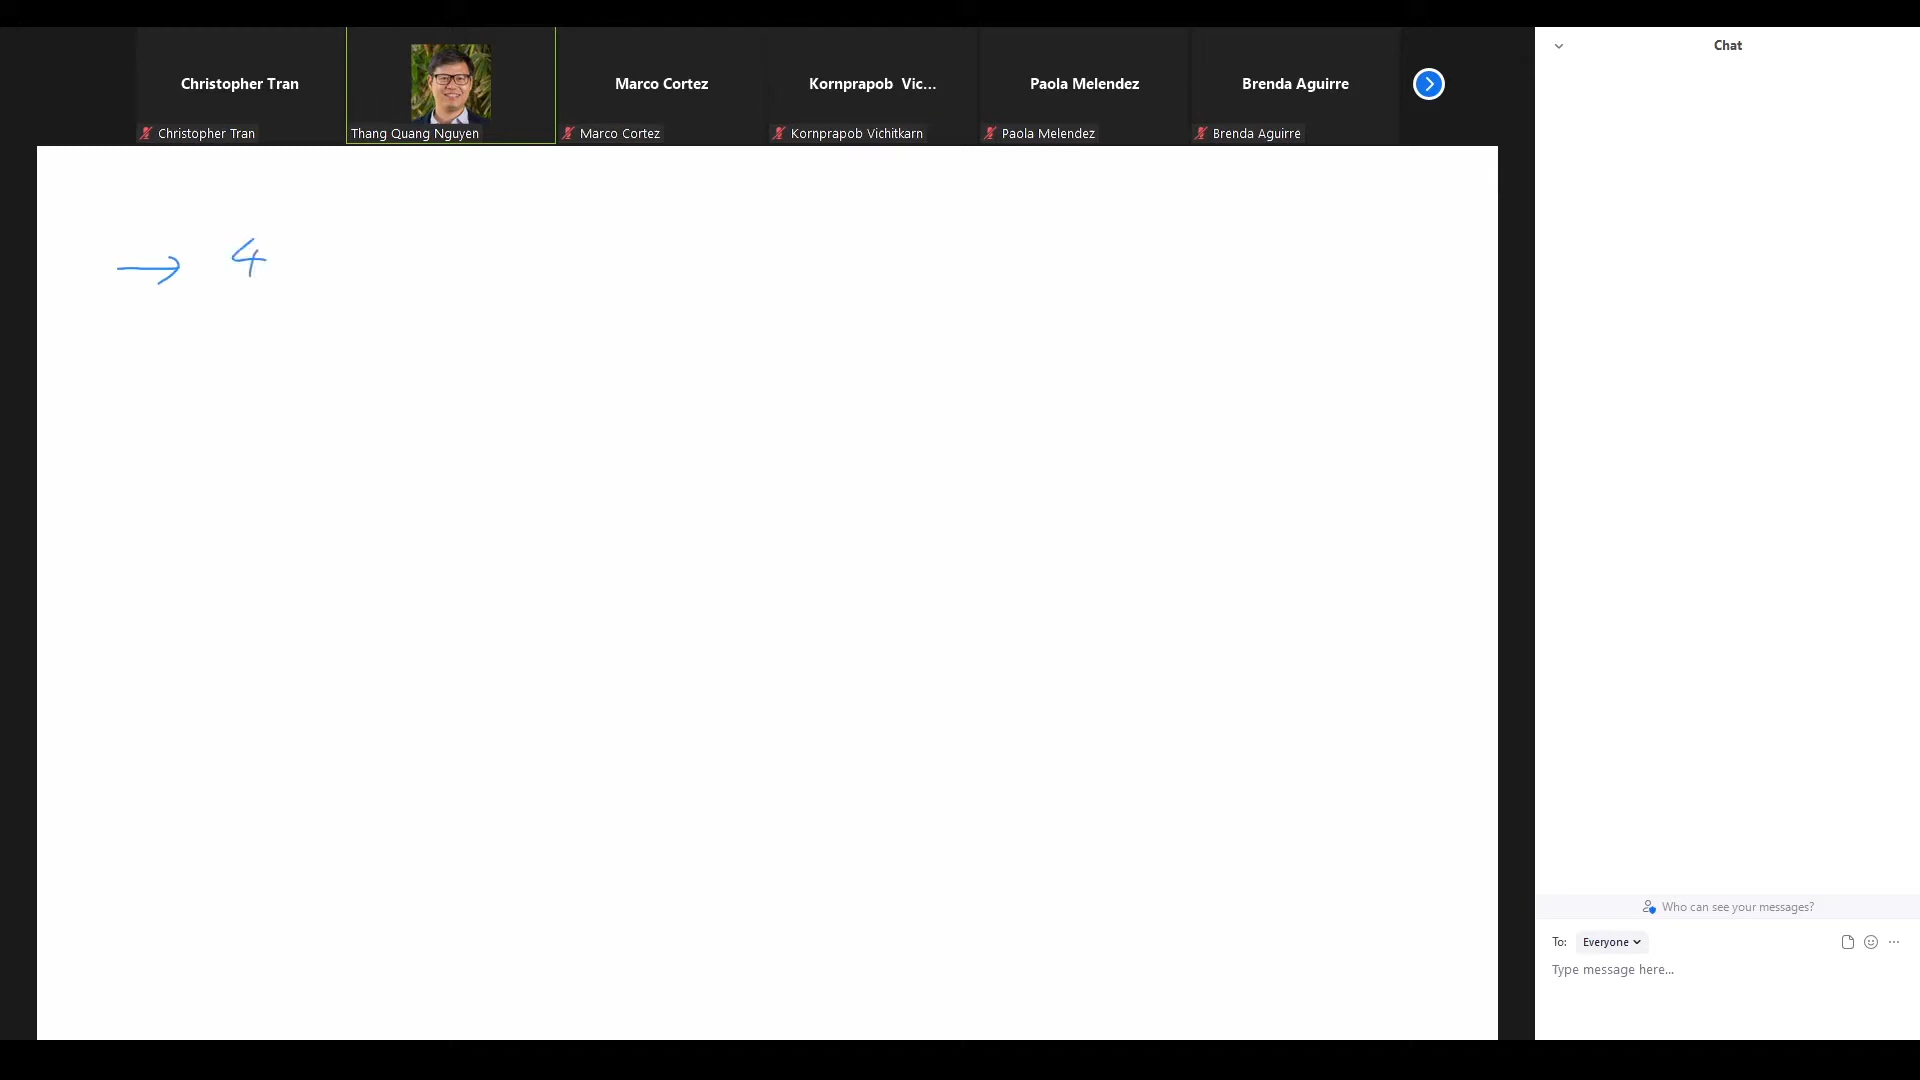 Chat
Christopher Tran
Marco Cortez
Kornprapob Vic...
Paola Melendez
Brenda Aguirre
Christopher Tran
Thang Quang Nguyen
Marco Cortez
Kornprapob Vichitkarn
Paola Melendez
Brenda Aguirre
→ 4
Who can see your messages?
To: Everyone
Type message here...